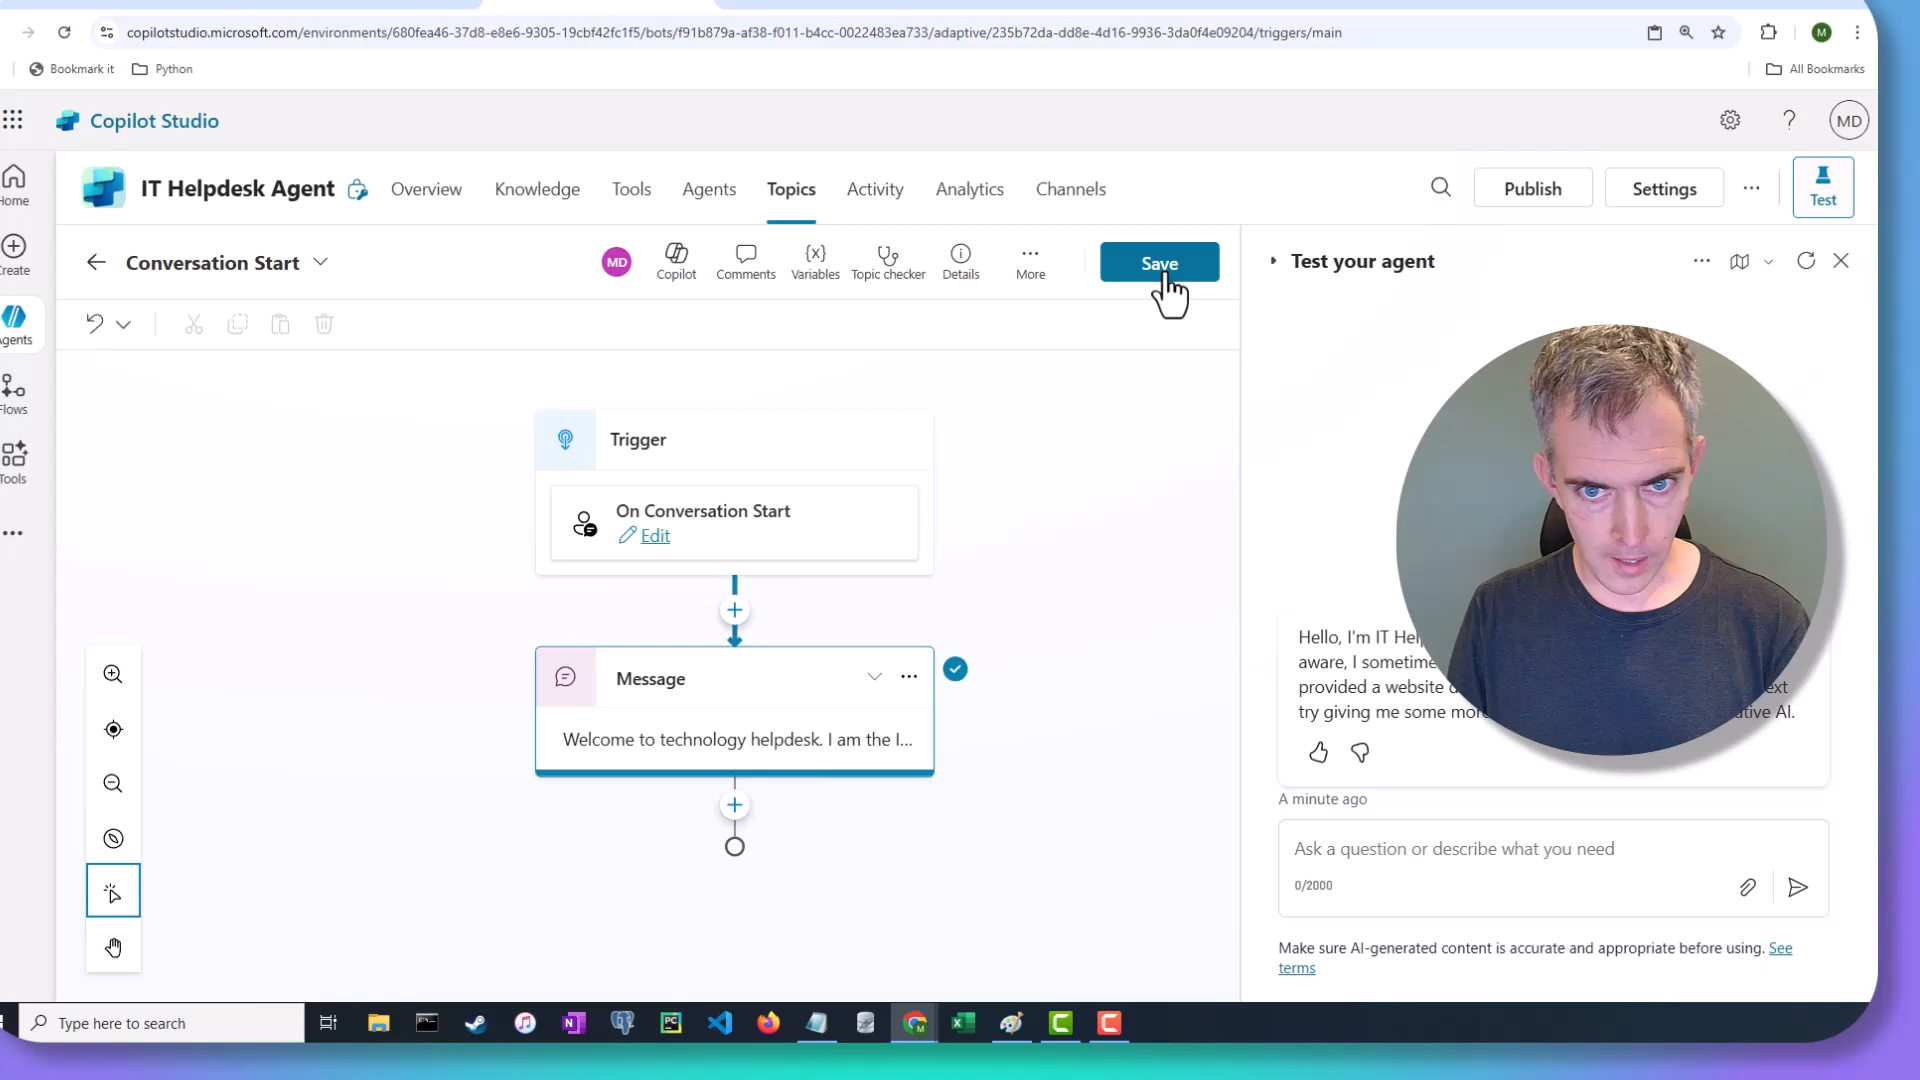 copilotstudio.microsoft.com/environments/680fea46-37d8-e8e6-9305-19cbf42fc1f5/bots/f91b879a-af38-f011-b4cc-0022483ea733/adaptive/235b72da-dd8e-4d16-9936-3da0f4e09204/triggers/main
M
Bookmark it
Python
All Bookmarks
Copilot Studio
MD
Home
Create
Agents
Flows
Tools
IT Helpdesk Agent
Overview
Knowledge
Tools
Agents
Topics
Activity
Analytics
Channels
Publish
Settings
Test
Conversation Start
MD
Copilot
Comments
Variables
Topic checker
Details
More
Save
Trigger
On Conversation Start
Edit
Message
Welcome to technology helpdesk. I am the I...
Test your agent
Hello, I'm IT
aware, I
provided a website
try giving me some AI.
A minute ago
Ask a question or describe what you need
0/2000
Make sure AI-generated content is accurate and appropriate before using. See
terms
Type here to search